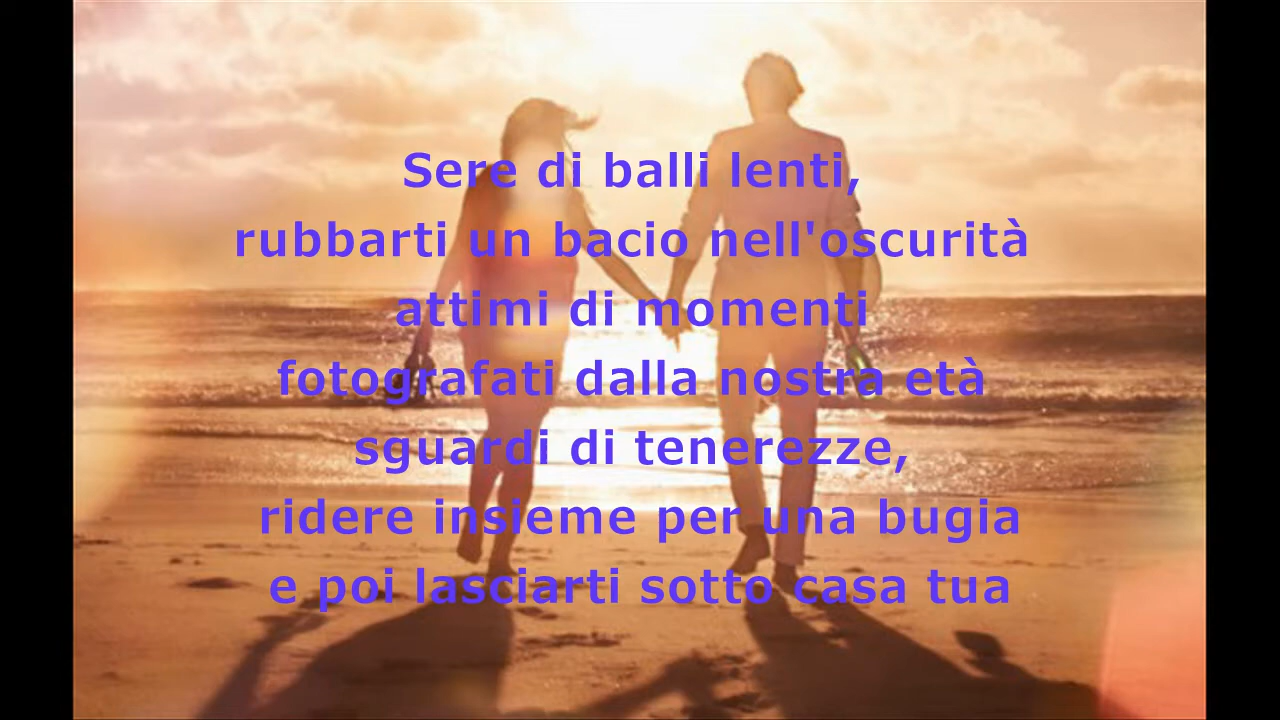 Sere di balli lenti,
rubbarti un bacio nell'oscurità
attimi di momenti
fotografati dalla nostra età
sguardi di tenerezze,
ridere insieme per una bugia
e poi lasciarti sotto casa tua